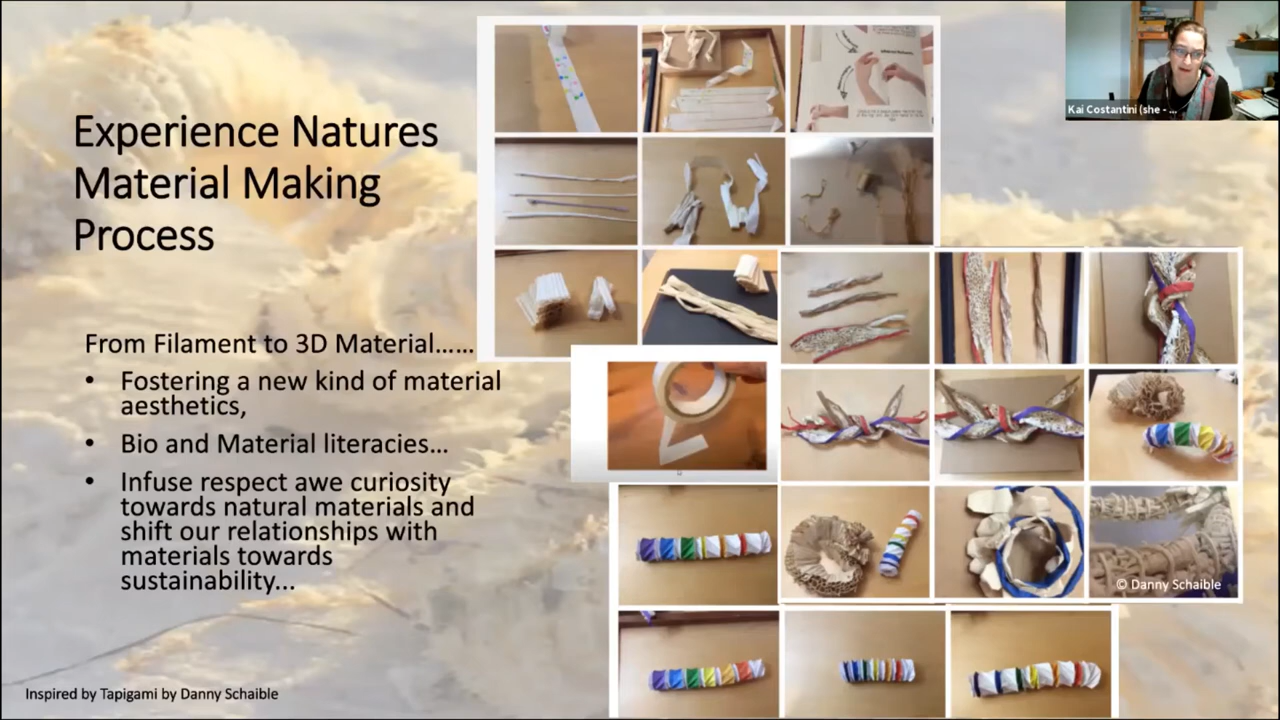 Experience Natures
Material Making
Process
From Filament to 3D Material……
• Fostering a new kind of material
aesthetics,
• Bio and Material literacies…
• Infuse respect awe curiosity
towards natural materials and
shift our relationships with
materials towards
sustainability…
Inspired by Tapigami by Danny Schaible
© Danny Schaible
Kai Costantini (she - ...